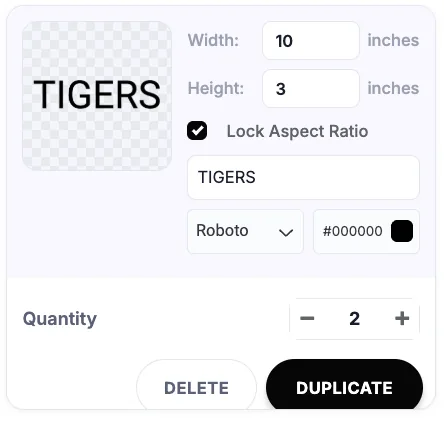 TIGERS
Width: 10 inches
Height: 3 inches
Lock Aspect Ratio
TIGERS
Roboto #000000
Quantity 2
DELETE DUPLICATE